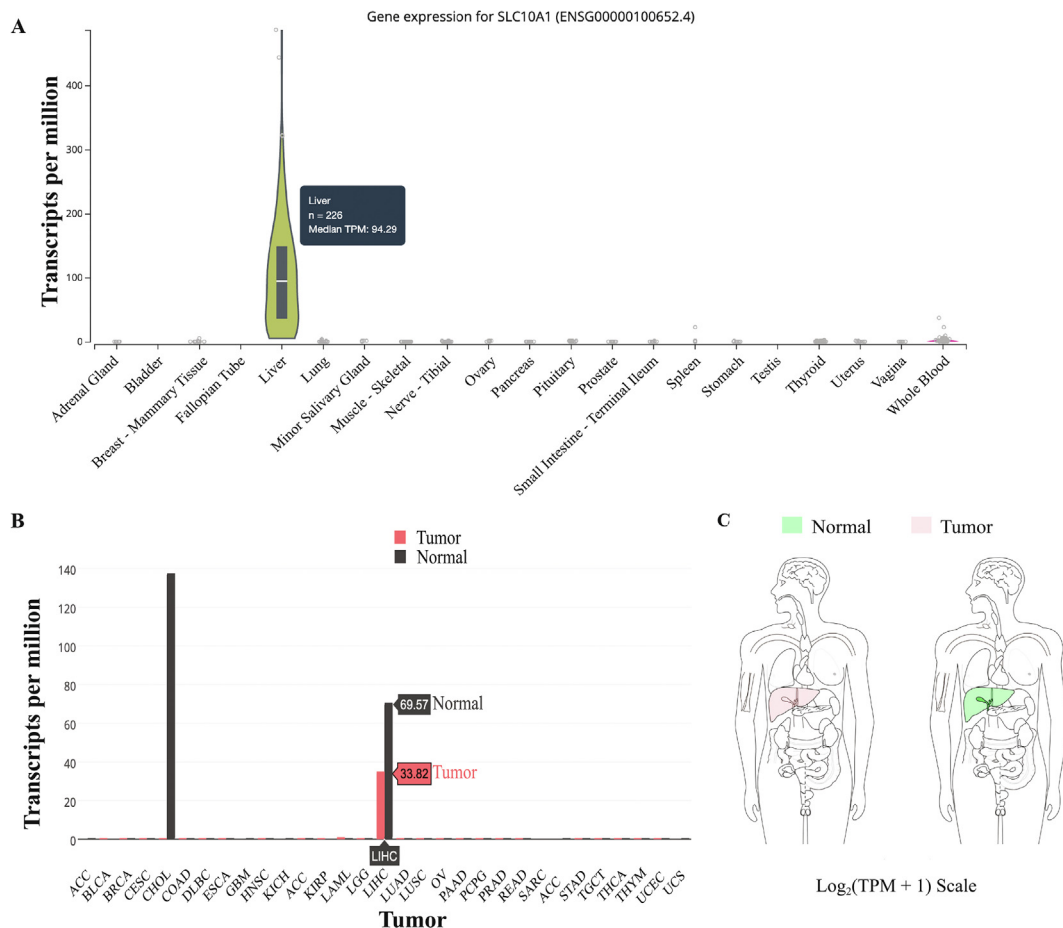 Gene expression for SLC10A1 (ENSG00000100652.4)
A
Transcripts per million
400
300
200
100
0
Liver
n = 226
Median TPM: 94.29
Adrenal Gland
Bladder
Breast - Mammary Tissue
Fallopian Tube
Liver
Lung
Minor Salivary Gland
Muscle - Skeletal
Nerve - Tibial
Ovary
Pancreas
Pituitary
Prostate
Small Intestine - Terminal Ileum
Spleen
Stomach
Testis
Thyroid
Uterus
Vagina
Whole Blood
B
Tumor
Normal
Transcripts per million
140
120
100
80
60
40
20
0
69.57 Normal
33.82 Tumor
LIHC
ACC
BLCA
BRCA
CESC
CHOL
COAD
DLBC
ESCA
GBM
HNSC
KICH
ACC
KIRP
LAML
LGG
LIHC
LUAD
LUSC
OV
PAAD
PCPG
PRAD
READ
SARC
ACC
STAD
TGCT
THCA
THYM
UCEC
UCS
Tumor
C
Normal
Tumor
Log₂(TPM + 1) Scale